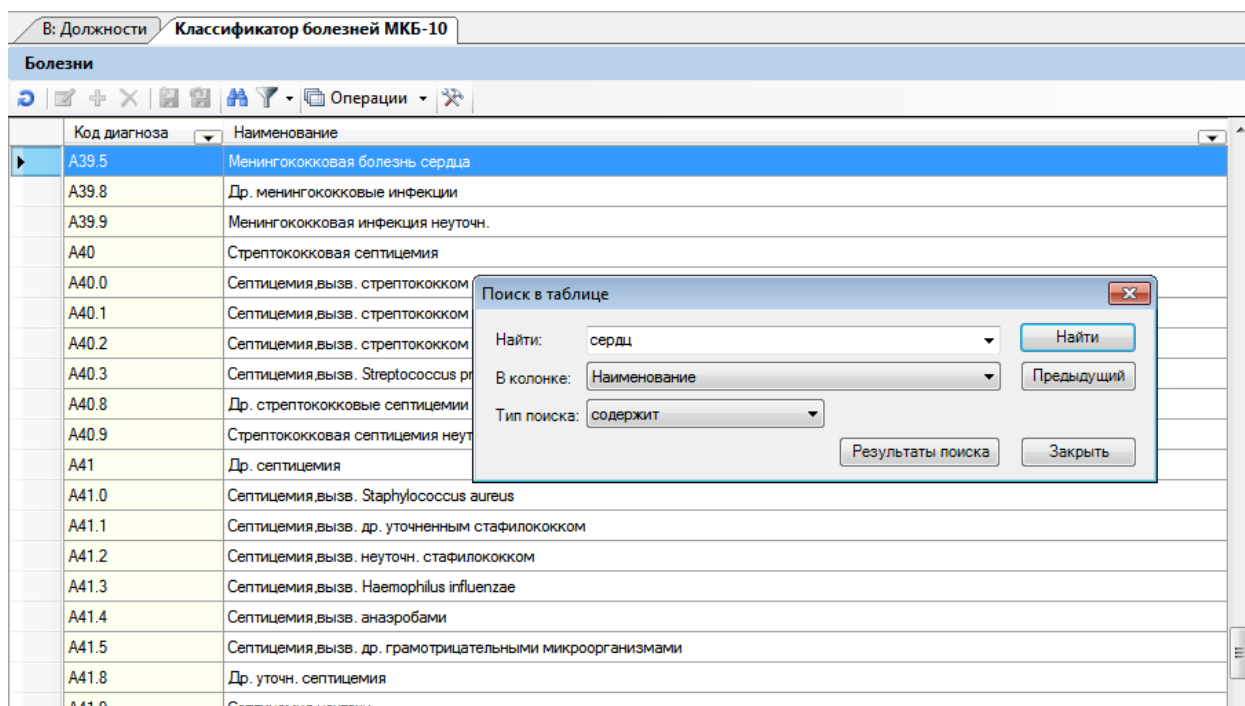 В: Должности Классификатор болезней МКБ-10
Болезни
Операции
Код диагноза Наименование
A39.5 Менингококковая болезнь сердца
A39.8 Др. менингококковые инфекции
A39.9 Менингококковая инфекция неуточн.
A40 Стрептококковая септицемия
A40.0 Септицемия,вызв. стрептококком
A40.1 Септицемия,вызв. стрептококком
A40.2 Септицемия,вызв. стрептококком
A40.3 Септицемия,вызв. Streptococcus pr
A40.8 Др. стрептококковые септицемии
A40.9 Стрептококковая септицемия неут
A41 Др. септицемия
A41.0 Септицемия,вызв. Staphylococcus aureus
A41.1 Септицемия,вызв. др. уточненным стафилококком
A41.2 Септицемия,вызв. неуточн. стафилококком
A41.3 Септицемия,вызв. Haemophilus influenzae
A41.4 Септицемия,вызв. анаэробами
A41.5 Септицемия,вызв. др. грамотрицательными микроорганизмами
A41.8 Др. уточн. септицемия
Поиск в таблице
Найти: сердц Найти
В колонке: Наименование Предыдущий
Тип поиска: содержит
Результаты поиска Закрыть